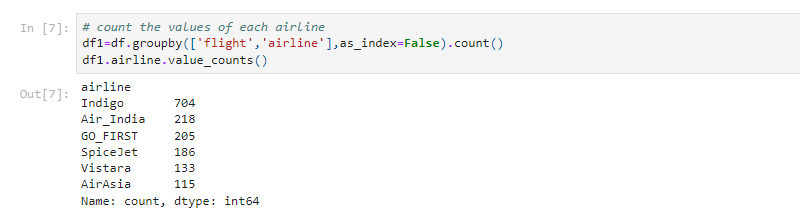 In [7]: # count the values of each airline
df1=df.groupby(['flight','airline'],as_index=False).count()
df1.airline.value_counts()
Out[7]: airline
Indigo 704
Air_India 218
GO_FIRST 205
SpiceJet 186
Vistara 133
AirAsia 115
Name: count, dtype: int64